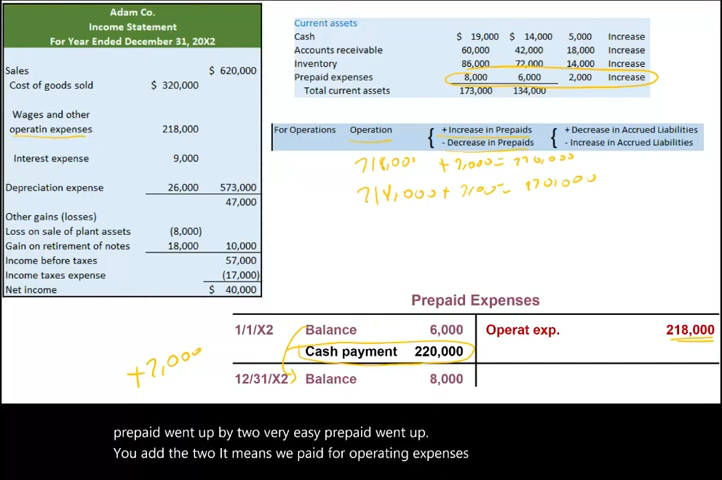 Adam Co.
Income Statement
For Year Ended December 31, 20X2
Sales $ 620,000
Cost of goods sold $ 320,000
Wages and other
operatin expenses 218,000
Interest expense 9,000
Depreciation expense 26,000 573,000
47,000
Other gains (losses)
Loss on sale of plant assets (8,000)
Gain on retirement of notes 18,000 10,000
Income before taxes 57,000
Income taxes expense (17,000)
Net income $ 40,000
Current assets
Cash $ 19,000 $ 14,000 5,000 Increase
Accounts receivable 60,000 42,000 18,000 Increase
Inventory 86,000 72,000 14,000 Increase
Prepaid expenses 8,000 6,000 2,000 Increase
Total current assets 173,000 134,000
For Operations Operation { + Increase in Prepaids { + Decrease in Accrued Liabilities
- Decrease in Prepaids - Increase in Accrued Liabilities
218,000 + 2,000 = 220,000
Prepaid Expenses
1/1/X2 Balance 6,000 Operat exp. 218,000
Cash payment 220,000
12/31/X2 Balance 8,000
+2,000
prepaid went up by two very easy prepaid went up.
You add the two It means we paid for operating expenses